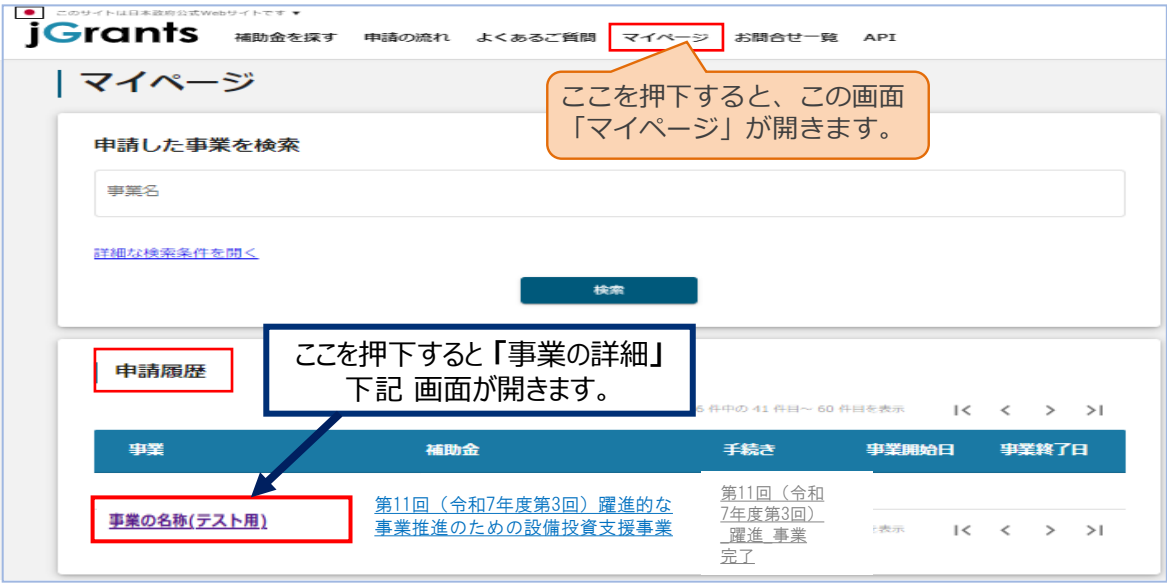 このサイトは日本政府公式Webサイトです ▼
jGrants 補助金を探す 申請の流れ よくあるご質問 マイページ お問合せ一覧 API
マイページ
ここを押下すると、この画面
「マイページ」が開きます。
申請した事業を検索
事業名
詳細な検索条件を開く
検索
ここを押下すると「事業の詳細」
下記 画面が開きます。
申請履歴
件中の 41 件目~ 60 件目を表示 |< < > >|
事業 補助金 手続き 事業開始日 事業終了日
事業の名称(テスト用)
第11回(令和7年度第3回)躍進的な
事業推進のための設備投資支援事業
第11回(令和
7年度第3回)
_躍進_事業
完了
表示 |< < > >|